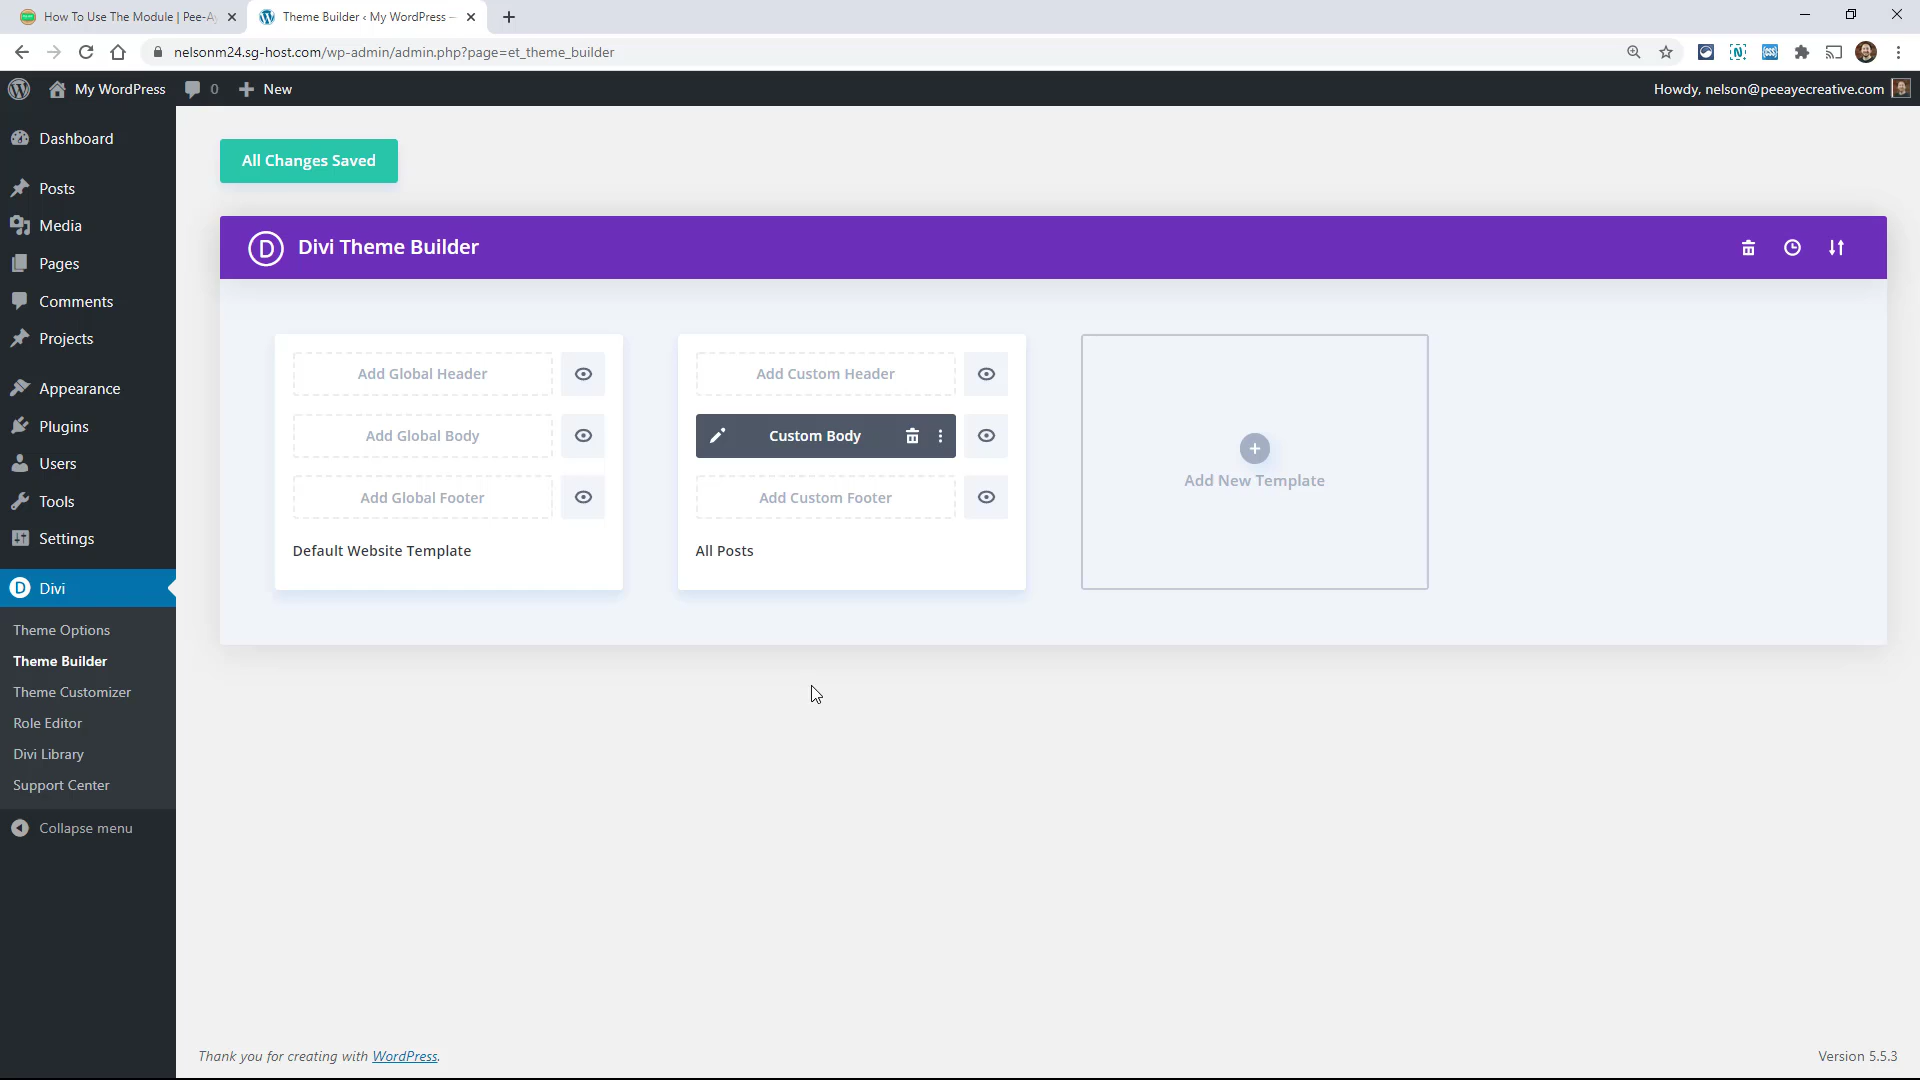 How To Use The Module | Pee-A
Theme Builder ‹ My WordPress —
nelsonm24.sg-host.com/wp-admin/admin.php?page=et_theme_builder
My WordPress
0
New
Howdy, nelson@peeayecreative.com
Dashboard
Posts
Media
Pages
Comments
Projects
Appearance
Plugins
Users
Tools
Settings
Divi
Theme Options
Theme Builder
Theme Customizer
Role Editor
Divi Library
Support Center
Collapse menu
All Changes Saved
Divi Theme Builder
Add Global Header
Add Global Body
Add Global Footer
Default Website Template
Add Custom Header
Custom Body
Add Custom Footer
All Posts
Add New Template
Thank you for creating with WordPress.
Version 5.5.3